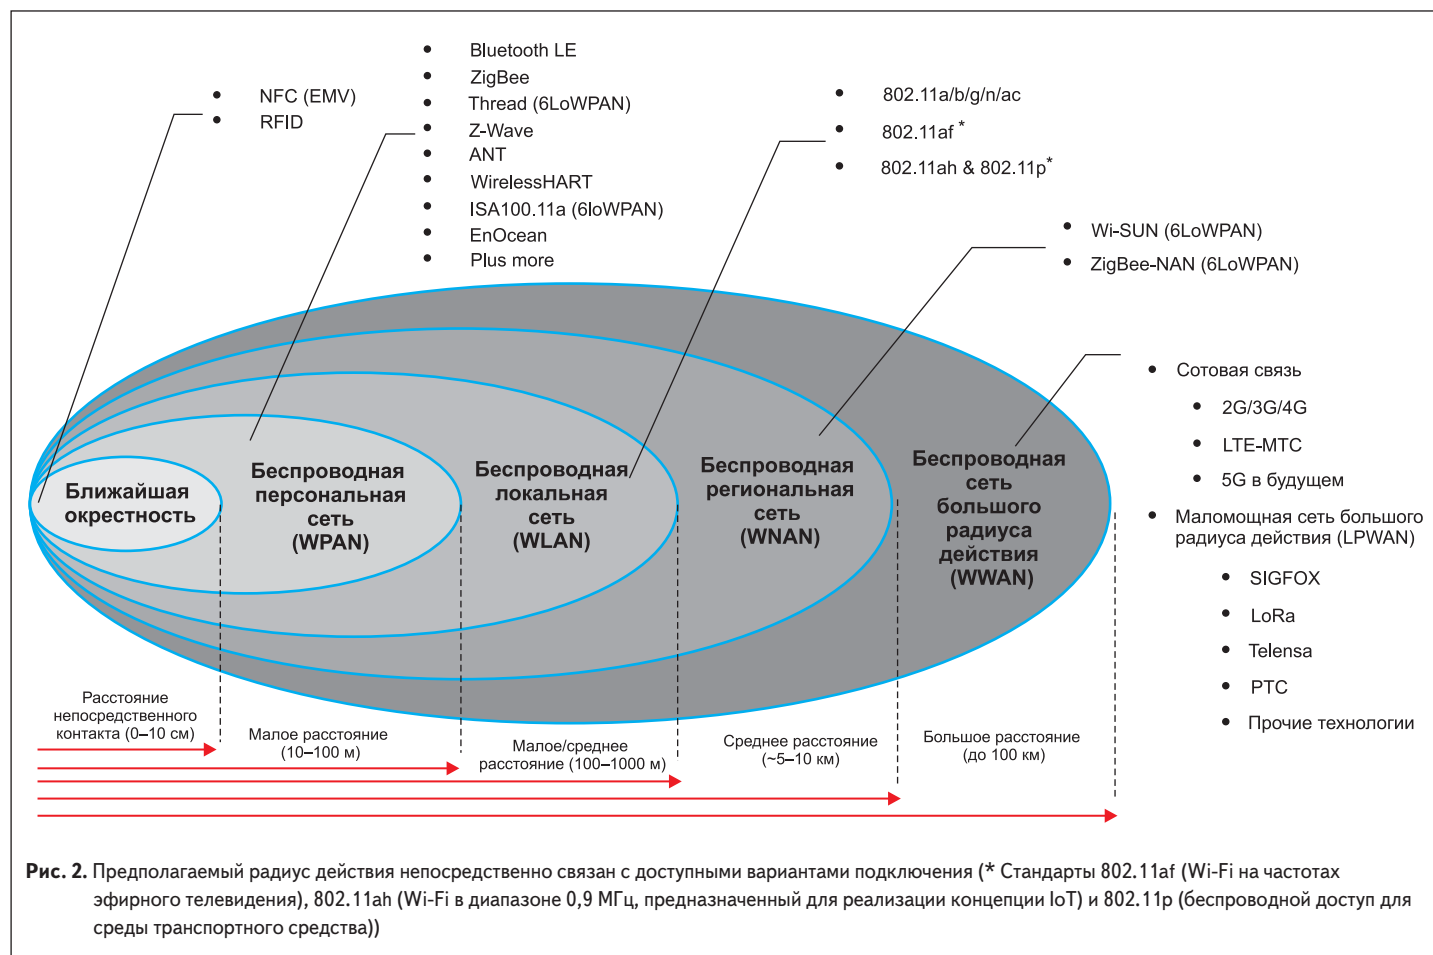 NFC (EMV)
RFID
Bluetooth LE
ZigBee
Thread (6LoWPAN)
Z-Wave
ANT
WirelessHART
ISA100.11a (6loWPAN)
EnOcean
Plus more
802.11a/b/g/n/ac
802.11af *
802.11ah & 802.11p*
Wi-SUN (6LoWPAN)
ZigBee-NAN (6LoWPAN)
Сотовая связь
2G/3G/4G
LTE-MTC
5G в будущем
Маломощная сеть большого
радиуса действия (LPWAN)
SIGFOX
LoRa
Telensa
PTC
Прочие технологии
Ближайшая
окрестность
Беспроводная
персональная
сеть
(WPAN)
Беспроводная
локальная
сеть
(WLAN)
Беспроводная
региональная
сеть
(WNAN)
Беспроводная
сеть
большого
радиуса
действия
(WWAN)
Расстояние
непосредственного
контакта (0–10 см)
Малое расстояние
(10–100 м)
Малое/среднее
расстояние (100–1000 м)
Среднее расстояние
(~5–10 км)
Большое расстояние
(до 100 км)
Рис. 2. Предполагаемый радиус действия непосредственно связан с доступными вариантами подключения (* Стандарты 802.11af (Wi-Fi на частотах
эфирного телевидения), 802.11ah (Wi-Fi в диапазоне 0,9 МГц, предназначенный для реализации концепции IoT) и 802.11p (беспроводной доступ для
среды транспортного средства))